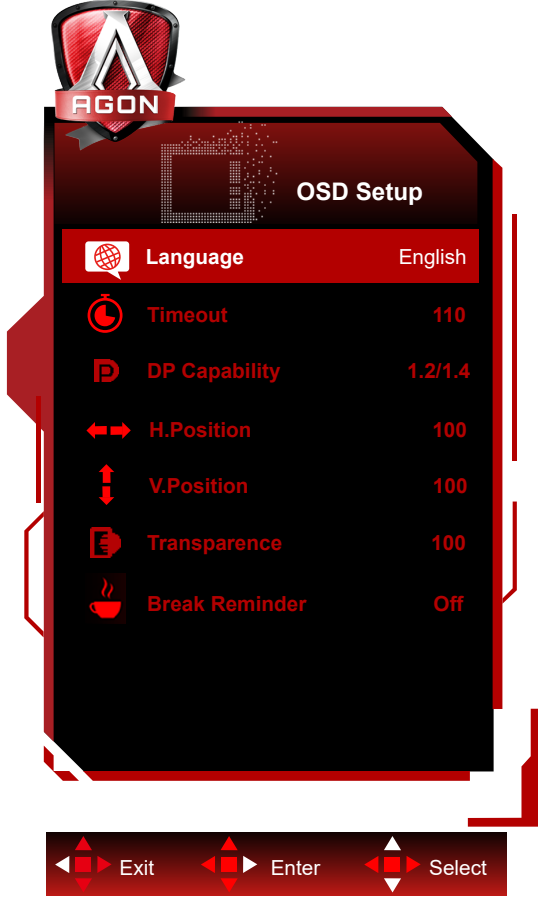 AGON
OSD Setup
Language English
Timeout 110
DP Capability 1.2/1.4
H.Position 100
V.Position 100
Transparence 100
Break Reminder Off
Exit Enter Select